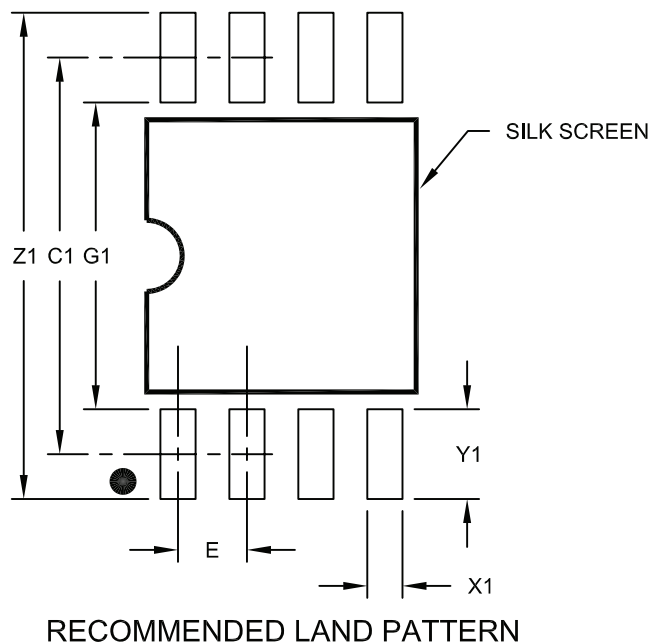 SILK SCREEN
Z1
C1
G1
Y1
E
X1
RECOMMENDED LAND PATTERN